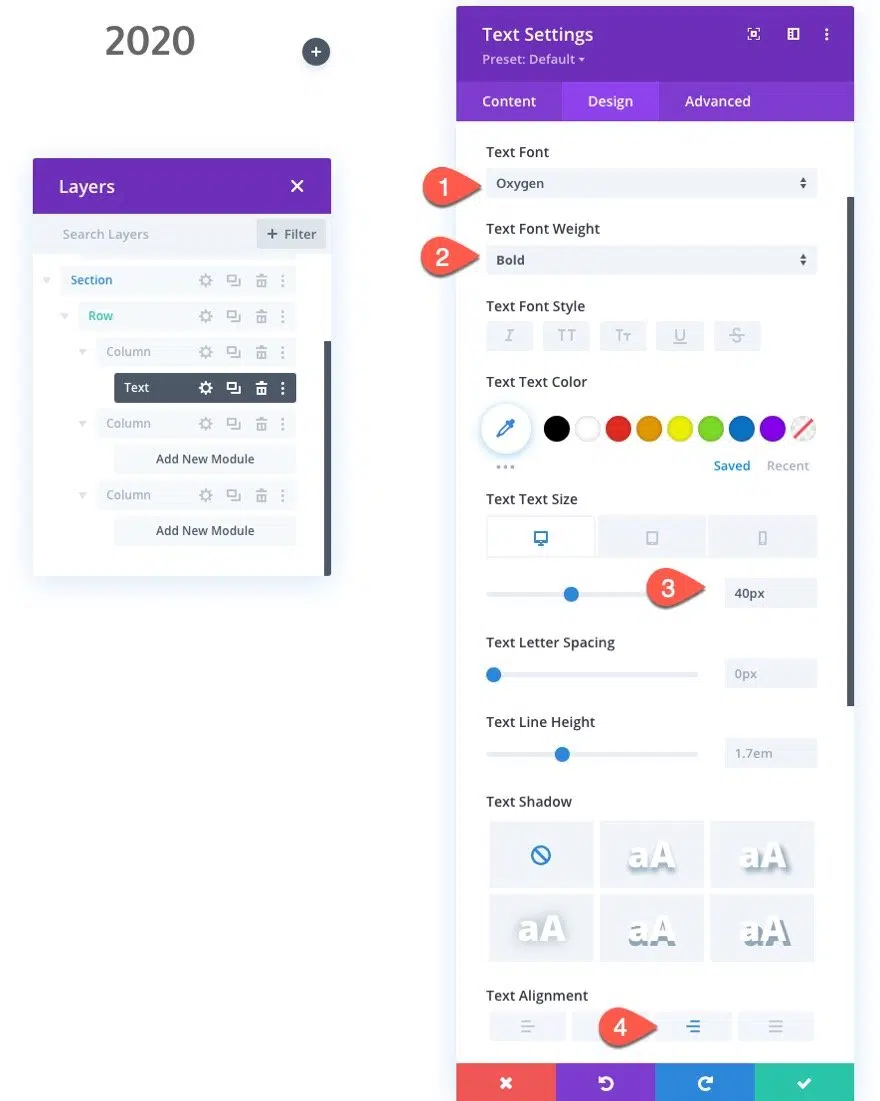 2020
+
Layers
Search Layers
+ Filter
Section
Row
Column
Text
Column
Add New Module
Column
Add New Module
Text Settings
Preset: Default
Content
Design
Advanced
Text Font
1
Oxygen
Text Font Weight
2
Bold
Text Font Style
I TT Tт U S
Text Text Color
Saved Recent
Text Text Size
3
40px
Text Letter Spacing
0px
Text Line Height
1.7em
Text Shadow
aA aA
aA aA aA
Text Alignment
4